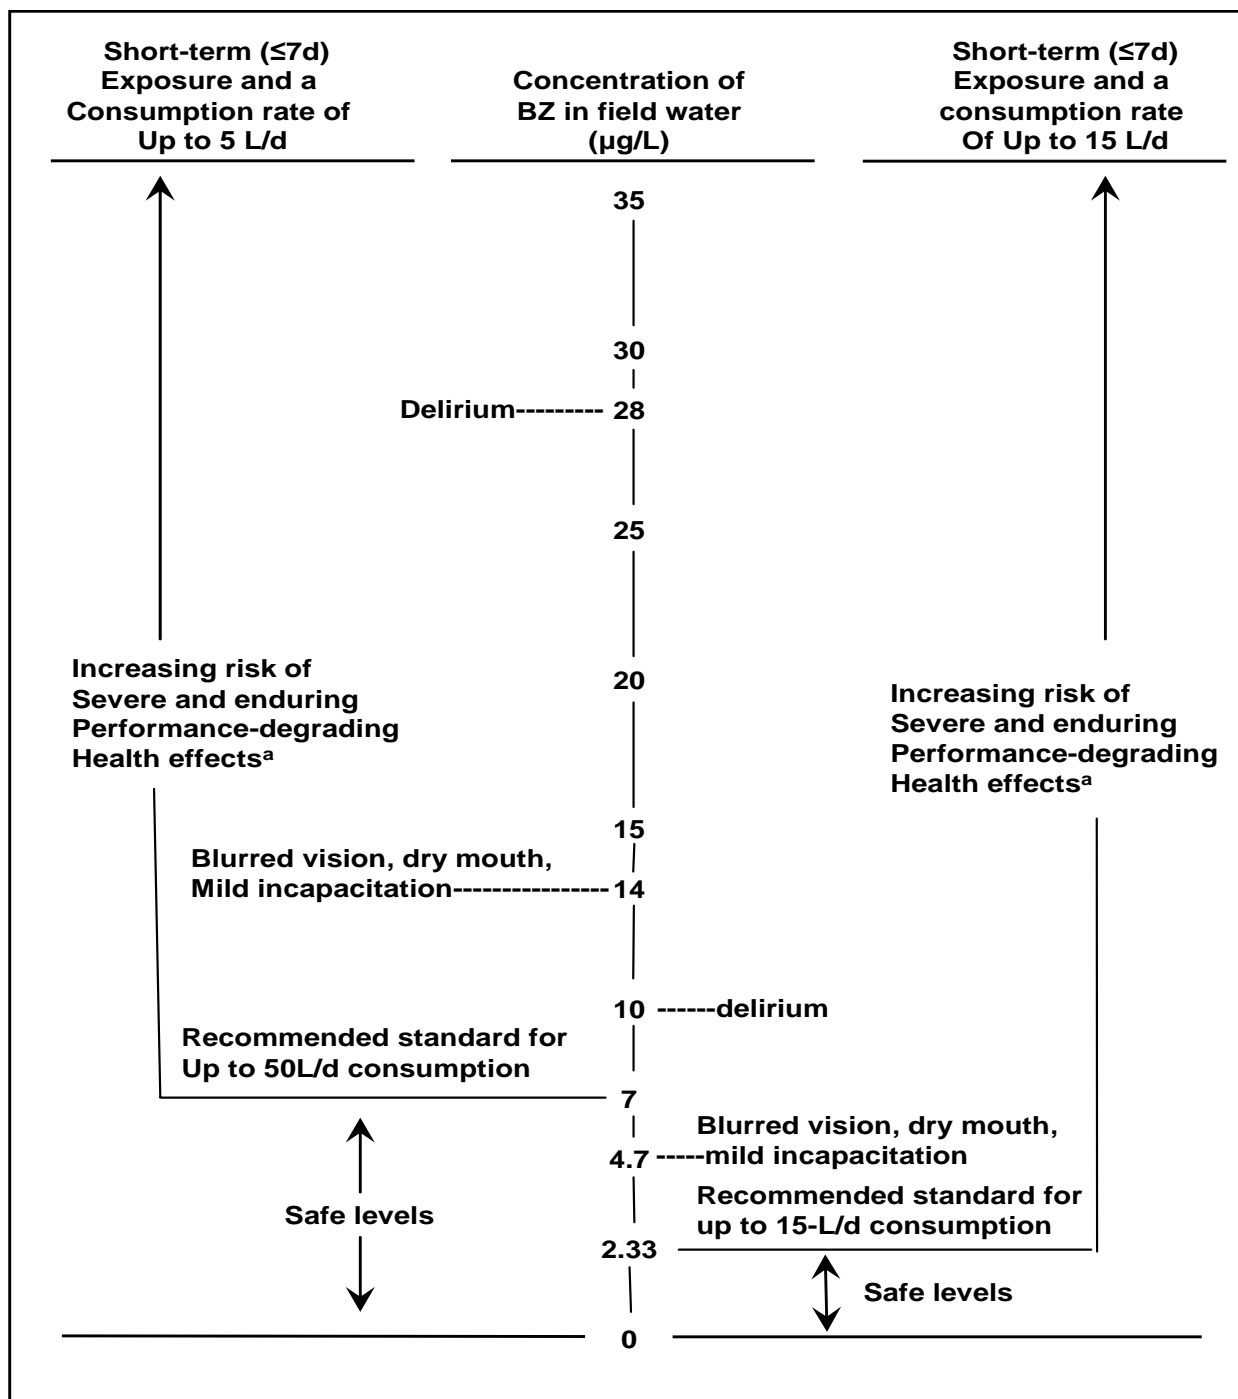 Short-term (≤7d)
Exposure and a
Consumption rate of
Up to 5 L/d
Concentration of
BZ in field water
(µg/L)
Short-term (≤7d)
Exposure and a
consumption rate
Of Up to 15 L/d
35
30
Delirium--------- 28
25
20
Increasing risk of
Severe and enduring
Performance-degrading
Health effectsᵃ
Increasing risk of
Severe and enduring
Performance-degrading
Health effectsᵃ
15
Blurred vision, dry mouth,
Mild incapacitation---------------- 14
10 ------delirium
Recommended standard for
Up to 50L/d consumption
7
Blurred vision, dry mouth,
4.7 -----mild incapacitation
Safe levels
Recommended standard for
up to 15-L/d consumption
2.33
Safe levels
0